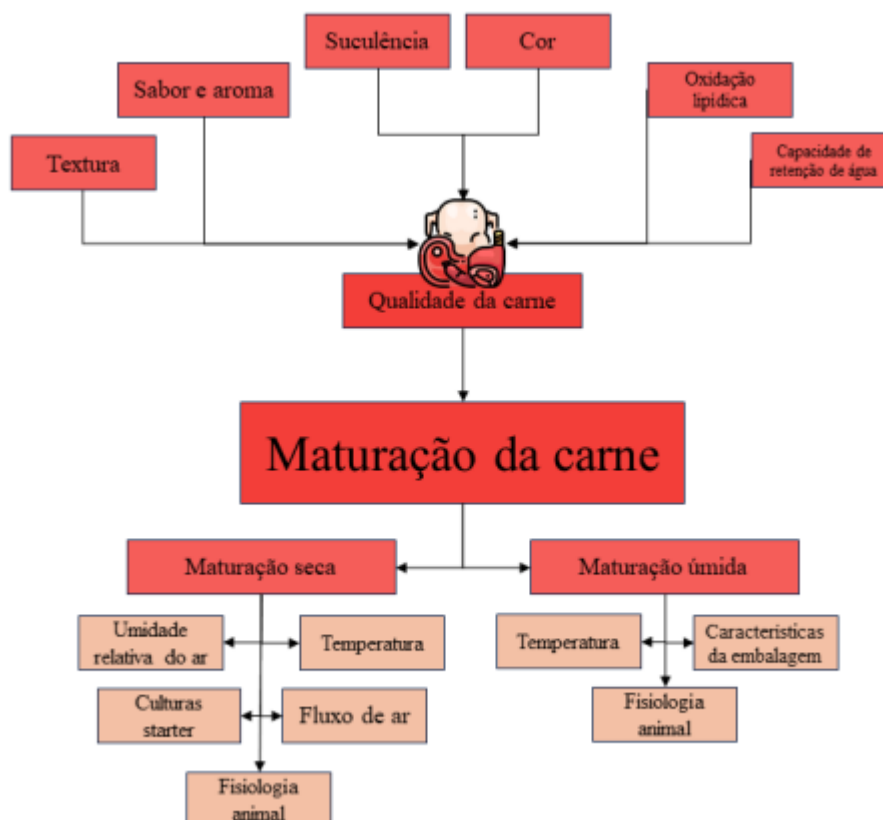 Suculência
Cor
Sabor e aroma
Oxidação
lipídica
Textura
Capacidade de
retenção de água
Qualidade da carne
Maturação da carne
Maturação seca
Maturação úmida
Umidade
relativa do ar
Temperatura
Temperatura
Caracteristicas
da embalagem
Culturas
starter
Fluxo de ar
Fisiologia
animal
Fisiologia
animal